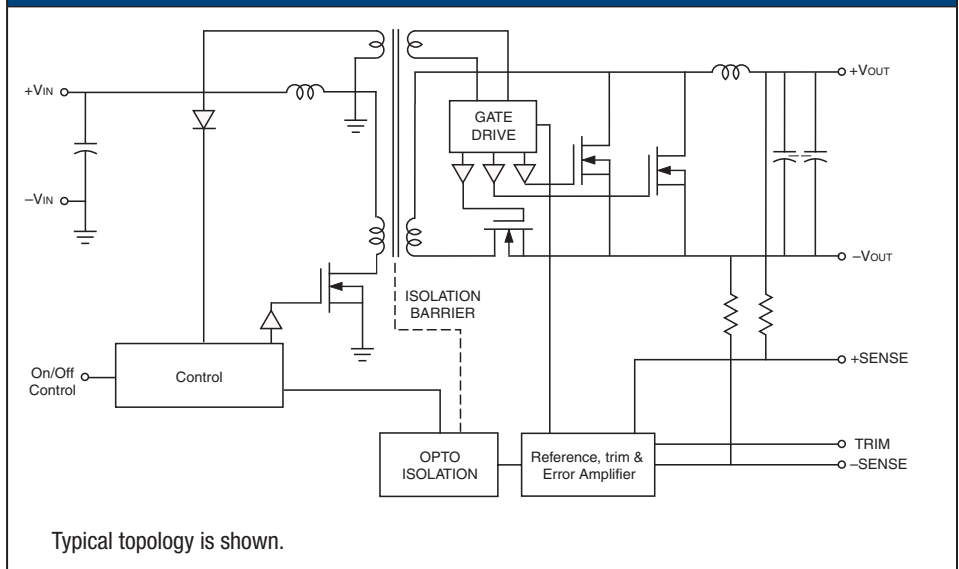 +VIN
−VIN
GATE
DRIVE
+VOUT
−VOUT
ISOLATION
BARRIER
On/Off
Control
Control
+SENSE
OPTO
ISOLATION
Reference, trim &
Error Amplifier
TRIM
−SENSE
Typical topology is shown.